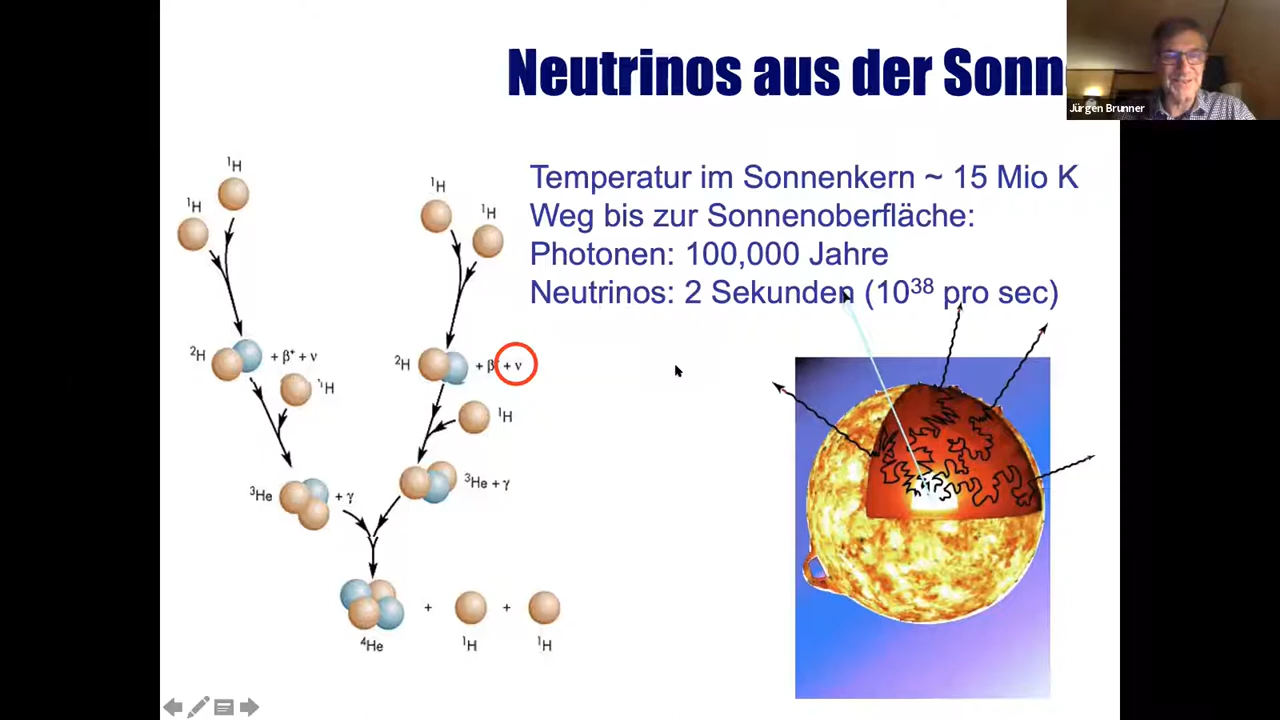 Neutrinos aus der Sonn
Jürgen Brunner
Temperatur im Sonnenkern ~ 15 Mio K
Weg bis zur Sonnenoberfläche:
Photonen: 100,000 Jahre
Neutrinos: 2 Sekunden (10³⁸ pro sec)
¹H
¹H
¹H
¹H
²H + β⁺ + ν
²H + β⁺ + ν
¹H
¹H
³He + γ
³He + γ
⁴He + ¹H + ¹H